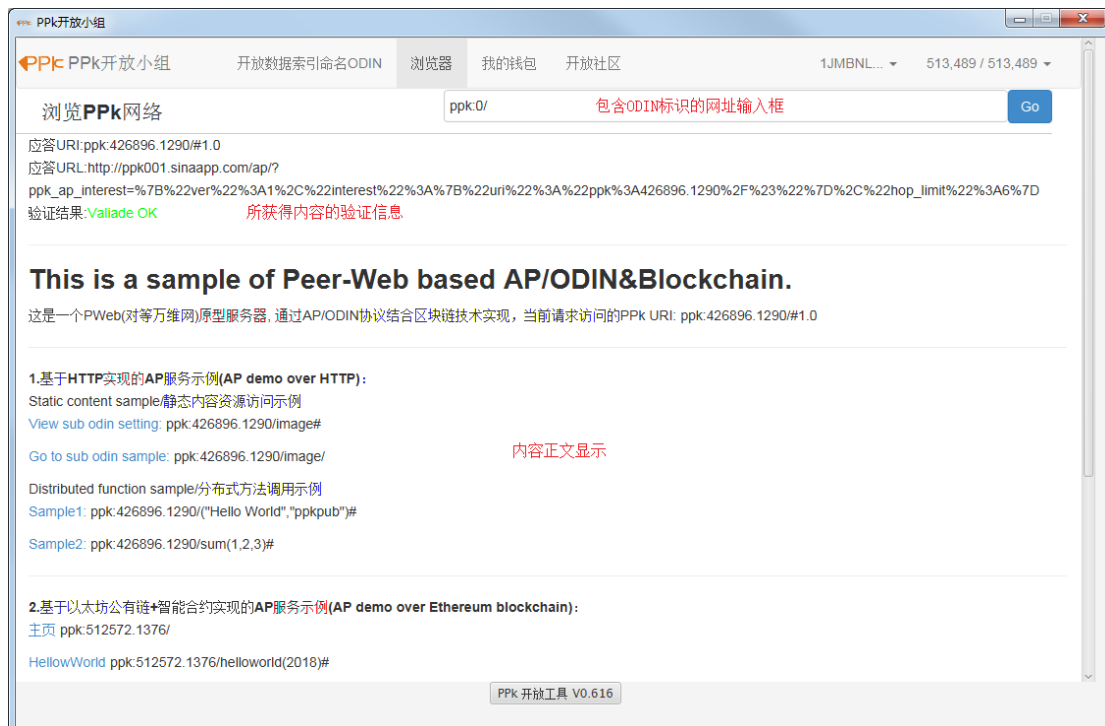 PPk开放小组
PPk PPk开放小组 开放数据索引命名ODIN 浏览器 我的钱包 开放社区 1JMBNL... 513,489 / 513,489
浏览PPk网络 ppk:0/ 包含ODIN标识的网址输入框 Go
应答URI:ppk:426896.1290/#1.0
应答URL:http://ppk001.sinaapp.com/ap/?
ppk_ap_interest=%7B%22ver%22%3A1%2C%22interest%22%3A%7B%22uri%22%3A%22ppk%3A426896.1290%2F%23%22%7D%2C%22hop_limit%22%3A6%7D
验证结果:Valiade OK 所获得内容的验证信息
This is a sample of Peer-Web based AP/ODIN&Blockchain.
这是一个PWeb(对等万维网)原型服务器, 通过AP/ODIN协议结合区块链技术实现，当前请求访问的PPk URI: ppk:426896.1290/#1.0
1.基于HTTP实现的AP服务示例(AP demo over HTTP)：
Static content sample/静态内容资源访问示例
View sub odin setting: ppk:426896.1290/image#
Go to sub odin sample: ppk:426896.1290/image/
内容正文显示
Distributed function sample/分布式方法调用示例
Sample1: ppk:426896.1290/("Hello World","ppkpub")#
Sample2: ppk:426896.1290/sum(1,2,3)#
2.基于以太坊公有链+智能合约实现的AP服务示例(AP demo over Ethereum blockchain)：
主页 ppk:512572.1376/
HellowWorld ppk:512572.1376/helloworld(2018)#
PPk 开放工具 V0.616